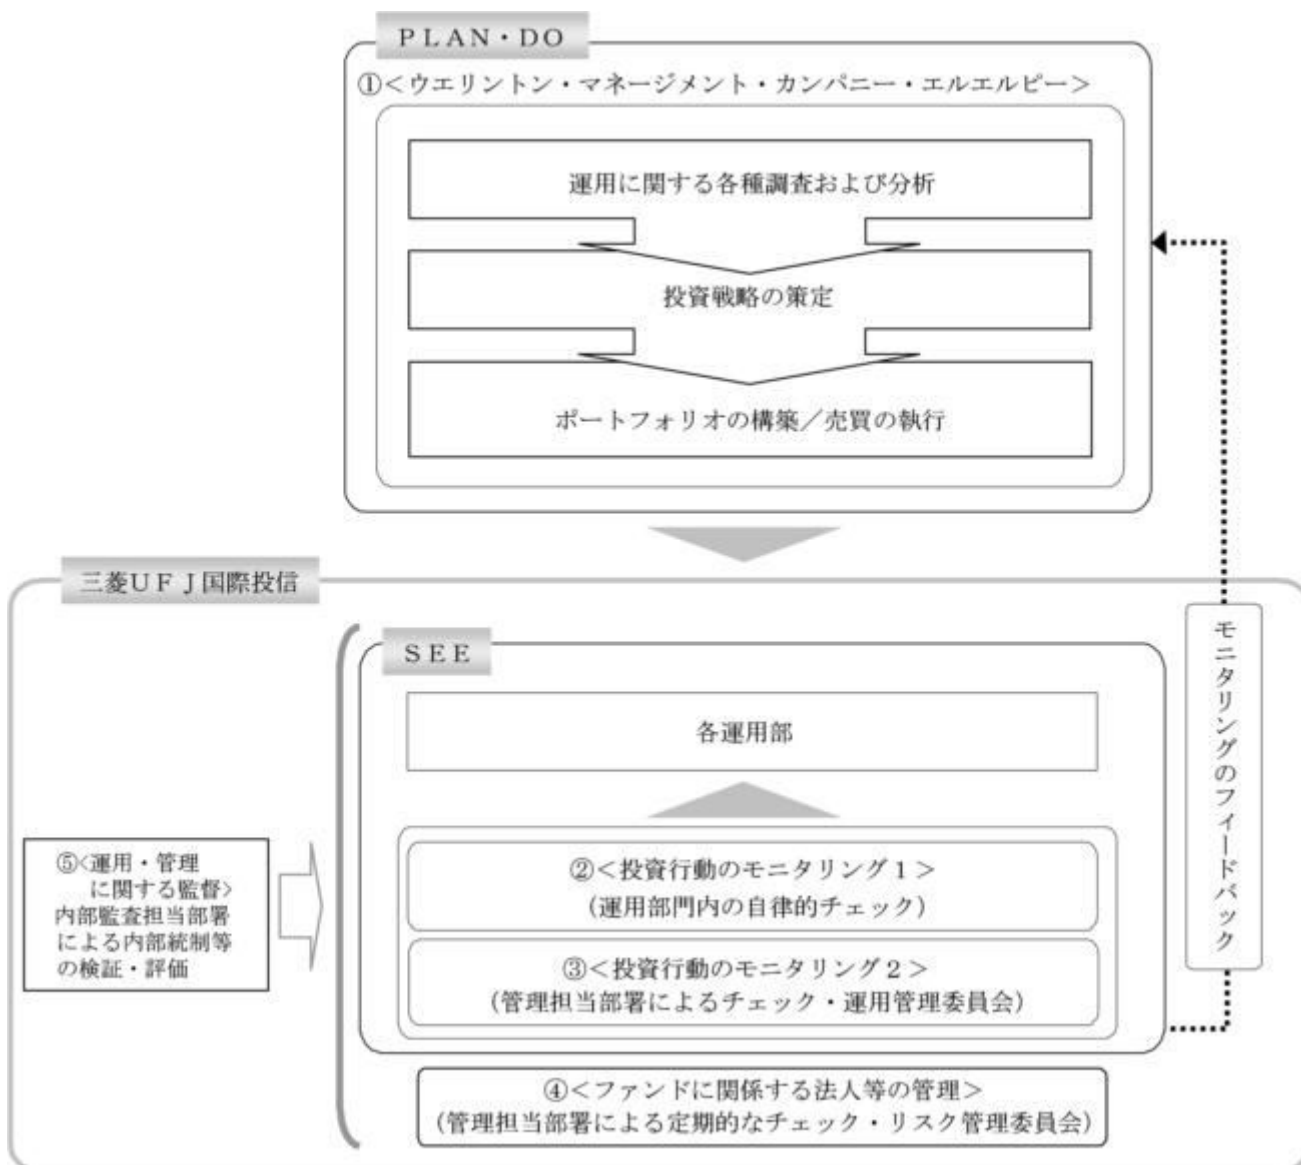 ＰＬＡＮ・ＤＯ
①＜ウエリントン・マネージメント・カンパニー・エルエルピー＞
運用に関する各種調査および分析
投資戦略の策定
ポートフォリオの構築／売買の執行
三菱ＵＦＪ国際投信
ＳＥＥ
各運用部
モニタリングのフィードバック
⑤<運用・管理
に関する監督>
内部監査担当部署
による内部統制等
の検証・評価
②＜投資行動のモニタリング１＞
（運用部門内の自律的チェック）
③＜投資行動のモニタリング２＞
（管理担当部署によるチェック・運用管理委員会）
④＜ファンドに関係する法人等の管理＞
（管理担当部署による定期的なチェック・リスク管理委員会）